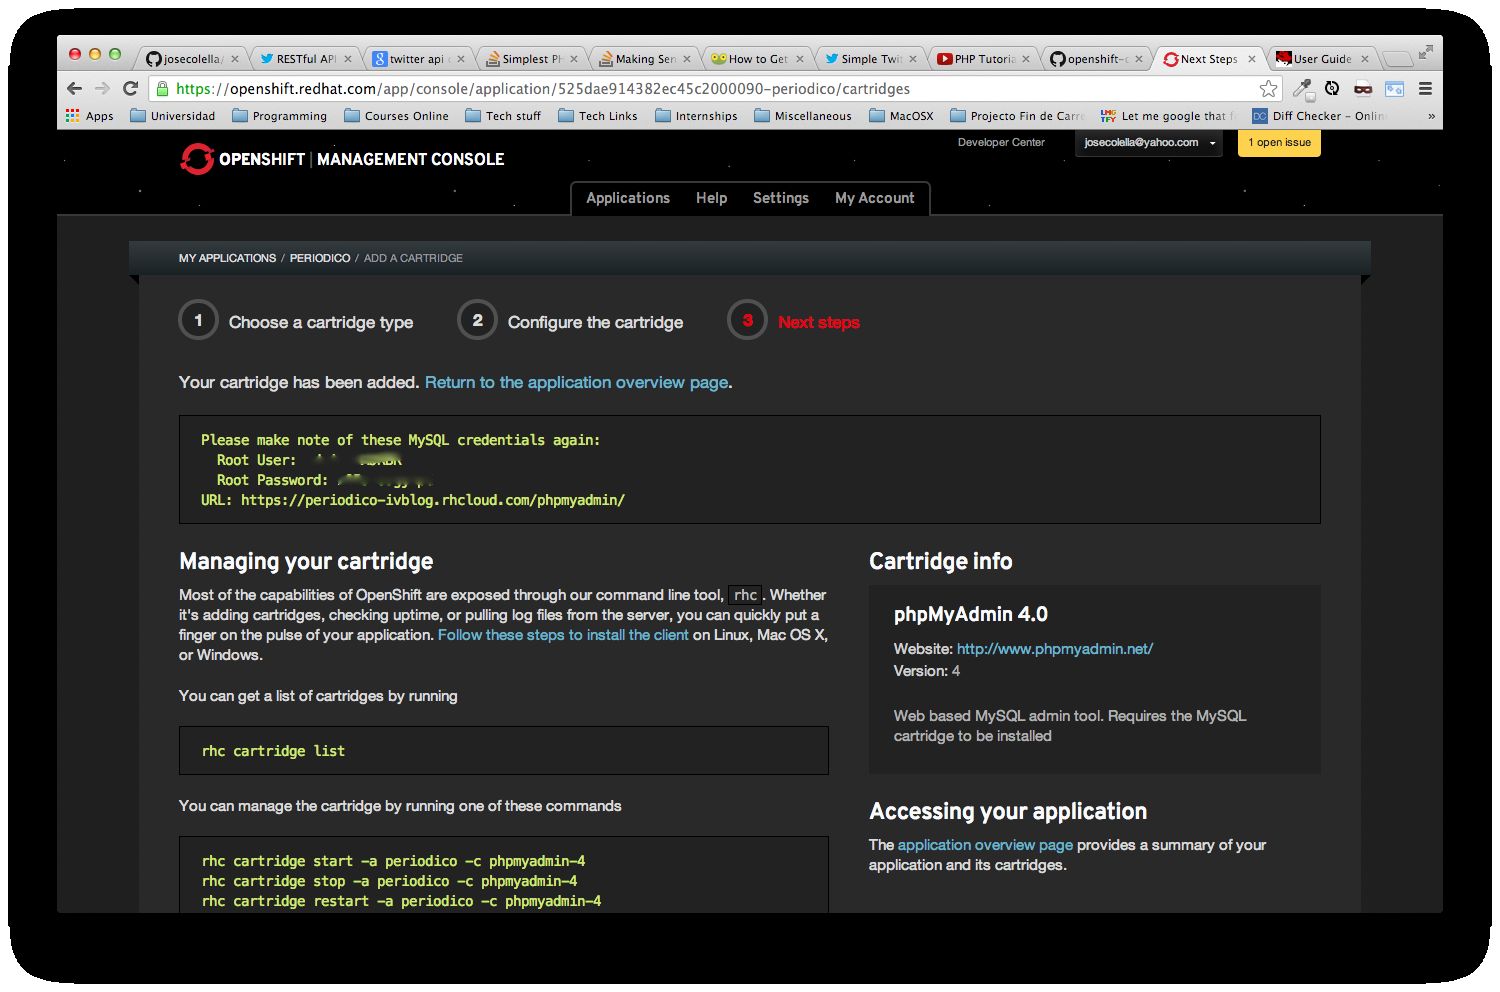 josecolella/
RESTful API
twitter api
Simplest PH
Making Ser
How to Get
Simple Twit
PHP Tutoria
openshift-c
Next Steps
User Guide
https://openshift.redhat.com/app/console/application/525dae914382ec45c2000090-periodico/cartridges
Apps Universidad Programming Courses Online Tech stuff Tech Links Internships Miscellaneous MacOSX Projecto Fin de Carre LMG TFY Let me google that f DC Diff Checker – Onlin »
OPENSHIFT | MANAGEMENT CONSOLE
Developer Center josecolella@yahoo.com 1 open issue
Applications Help Settings My Account
MY APPLICATIONS / PERIODICO / ADD A CARTRIDGE
1 Choose a cartridge type 2 Configure the cartridge 3 Next steps
Your cartridge has been added. Return to the application overview page.
Please make note of these MySQL credentials again:
Root User:
Root Password:
URL: https://periodico-ivblog.rhcloud.com/phpmyadmin/
Managing your cartridge
Most of the capabilities of OpenShift are exposed through our command line tool, rhc. Whether
it's adding cartridges, checking uptime, or pulling log files from the server, you can quickly put a
finger on the pulse of your application. Follow these steps to install the client on Linux, Mac OS X,
or Windows.
You can get a list of cartridges by running
rhc cartridge list
You can manage the cartridge by running one of these commands
rhc cartridge start -a periodico -c phpmyadmin-4
rhc cartridge stop -a periodico -c phpmyadmin-4
rhc cartridge restart -a periodico -c phpmyadmin-4
Cartridge info
phpMyAdmin 4.0
Website: http://www.phpmyadmin.net/
Version: 4
Web based MySQL admin tool. Requires the MySQL
cartridge to be installed
Accessing your application
The application overview page provides a summary of your
application and its cartridges.